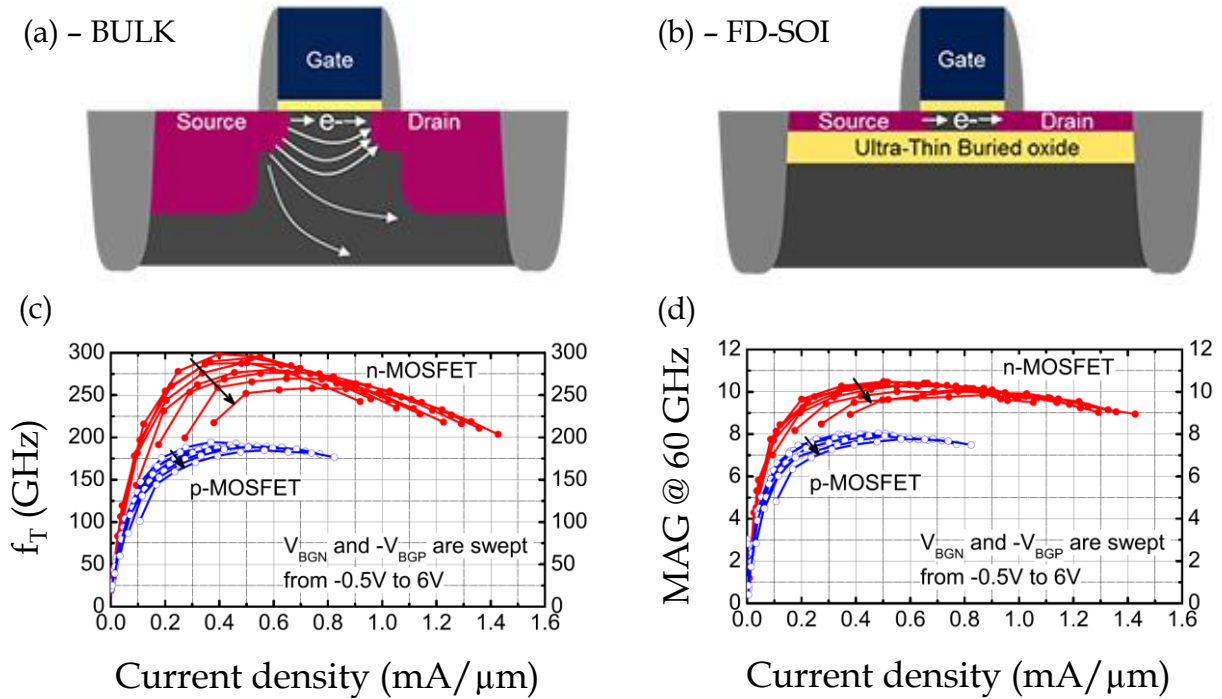 (a) – BULK
Gate
Source
e-
Drain
(b) – FD-SOI
Gate
Source
e-
Drain
Ultra-Thin Buried oxide
(c)
f_T (GHz)
300
250
200
150
100
50
0
n-MOSFET
p-MOSFET
V_BGN and -V_BGP are swept
from -0.5V to 6V
300
250
200
150
100
50
0
0.0 0.2 0.4 0.6 0.8 1.0 1.2 1.4 1.6
Current density (mA/µm)
(d)
MAG @ 60 GHz
12
10
8
6
4
2
0
n-MOSFET
p-MOSFET
V_BGN and -V_BGP are swept
from -0.5V to 6V
12
10
8
6
4
2
0
0.0 0.2 0.4 0.6 0.8 1.0 1.2 1.4 1.6
Current density (mA/µm)